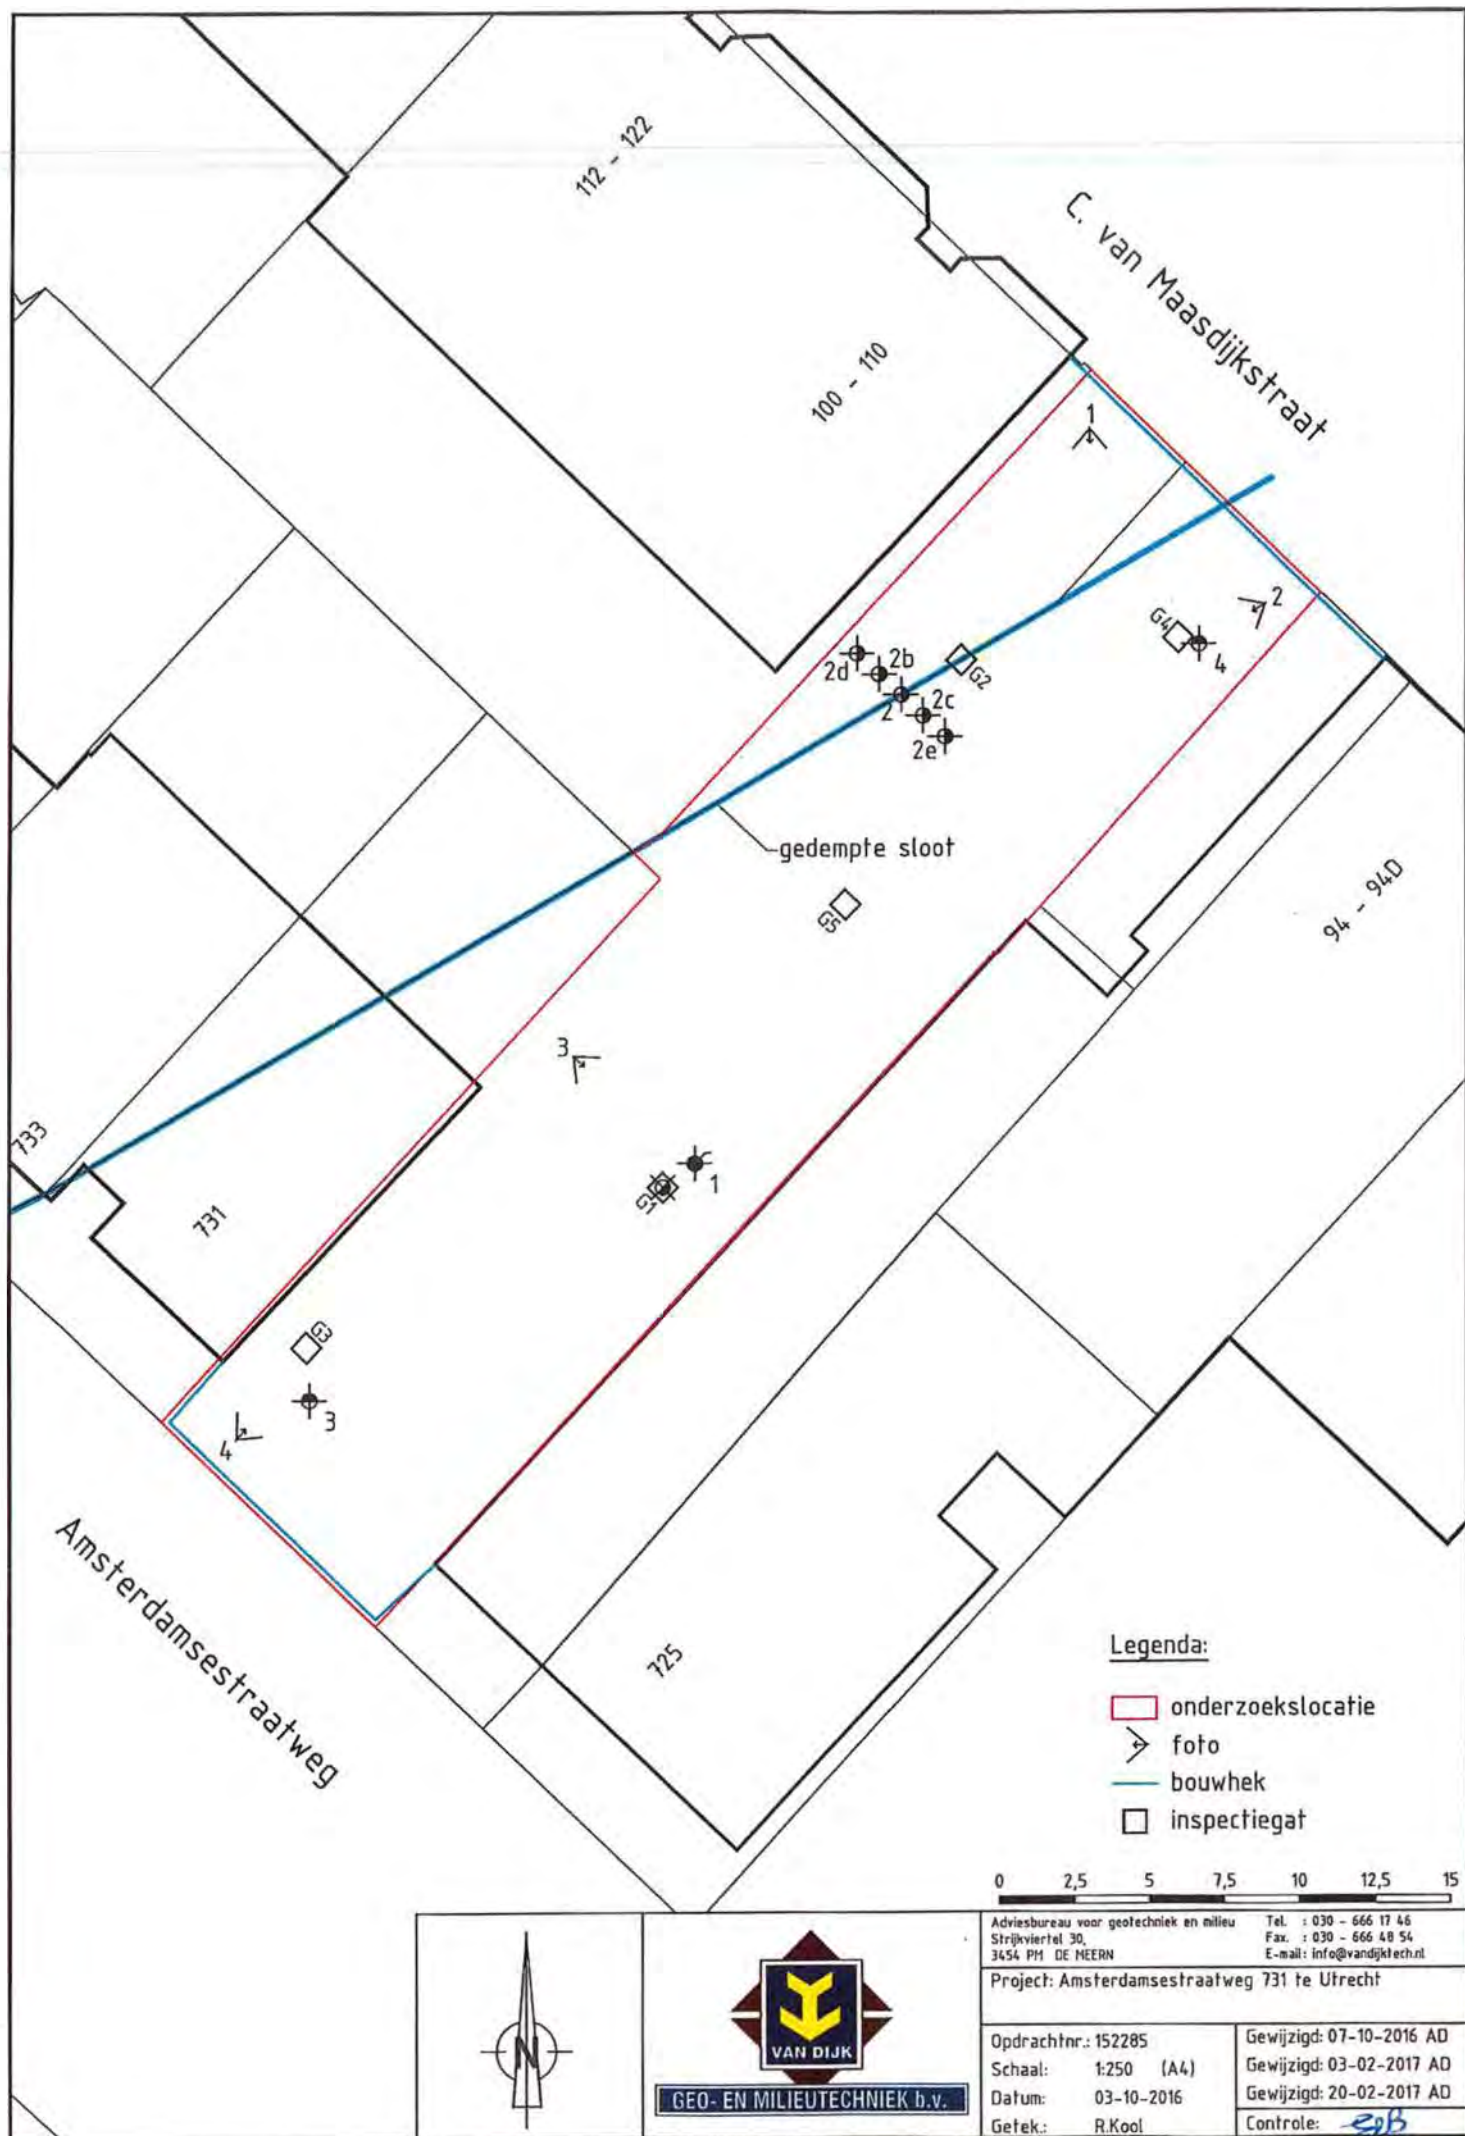 112 - 122
C. van Maasdijkstraat
100 - 110
1
2
G4
4
2d
2b
G2
2
2c
2e
gedempte sloot
94 - 94D
G5
3
733
1
G1
731
G3
3
4
Amsterdamsestraatweg
725
Legenda:
onderzoekslocatie
foto
bouwhek
inspectiegat
0 2,5 5 7,5 10 12,5 15
N
VAN DIJK
GEO- EN MILIEUTECHNIEK b.v.
Adviesbureau voor geotechniek en milieu
Strijkviertel 30,
3454 PM DE MEERN
Tel. : 030 - 666 17 46
Fax. : 030 - 666 48 54
E-mail: info@vandijktech.nl
Project: Amsterdamsestraatweg 731 te Utrecht
Opdrachtnr.: 152285
Schaal: 1:250 (A4)
Datum: 03-10-2016
Getek.: R.Kool
Gewijzigd: 07-10-2016 AD
Gewijzigd: 03-02-2017 AD
Gewijzigd: 20-02-2017 AD
Controle: